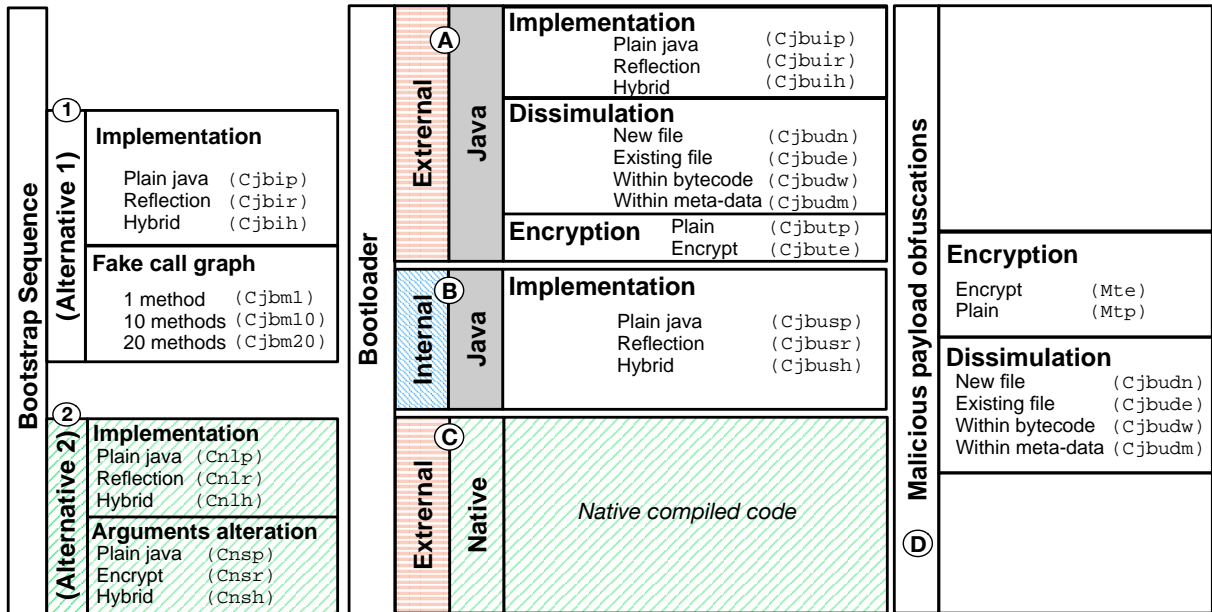 Bootstrap Sequence
1
(Alternative 1)
Implementation
Plain java (Cjbip)
Reflection (Cjbir)
Hybrid (Cjbih)
Fake call graph
1 method (Cjbm1)
10 methods (Cjbm10)
20 methods (Cjbm20)
2
(Alternative 2)
Implementation
Plain java (Cnlp)
Reflection (Cnlr)
Hybrid (Cnlh)
Arguments alteration
Plain java (Cnsp)
Encrypt (Cnsr)
Hybrid (Cnsh)
Bootloader
A
Extrernal
Java
Implementation
Plain java (Cjbuip)
Reflection (Cjbuir)
Hybrid (Cjbuih)
Dissimulation
New file (Cjbudn)
Existing file (Cjbude)
Within bytecode (Cjbudw)
Within meta-data (Cjbudm)
Encryption Plain (Cjbutp)
Encrypt (Cjbute)
B
Internal
Java
Implementation
Plain java (Cjbusp)
Reflection (Cjbusr)
Hybrid (Cjbush)
C
Extrernal
Native
Native compiled code
Malicious payload obfuscations
D
Encryption
Encrypt (Mte)
Plain (Mtp)
Dissimulation
New file (Cjbudn)
Existing file (Cjbude)
Within bytecode (Cjbudw)
Within meta-data (Cjbudm)